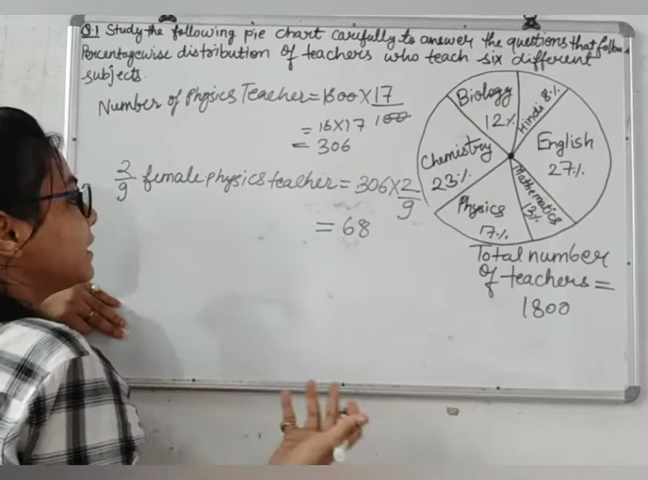 Q.1 Study the following pie chart carefully to answer the questions that follow.
Percentagewise distribution of teachers who teach six different
subjects.
Number of Physics Teacher = 1800 × 17/100
= 18 × 17
= 306
2/9 female physics teacher = 306 × 2/9
= 68
Biology
12%
Hindi 8%
English
27%
Chemistry
23%
Mathematics
13%
Physics
17%
Total number
of teachers =
1800